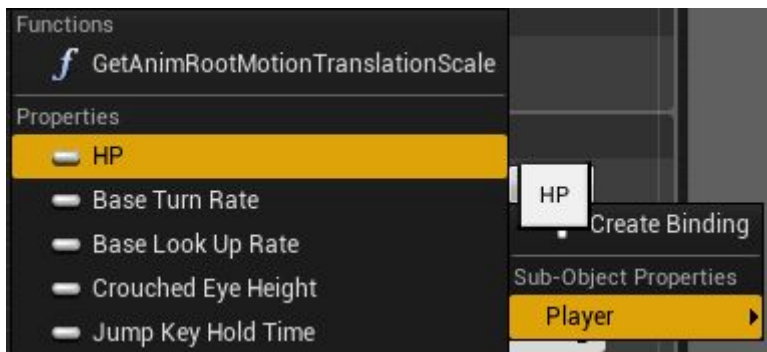 Functions
f GetAnimRootMotionTranslationScale
Properties
HP
Base Turn Rate
Base Look Up Rate
Crouched Eye Height
Jump Key Hold Time
HP
Create Binding
Sub-Object Properties
Player